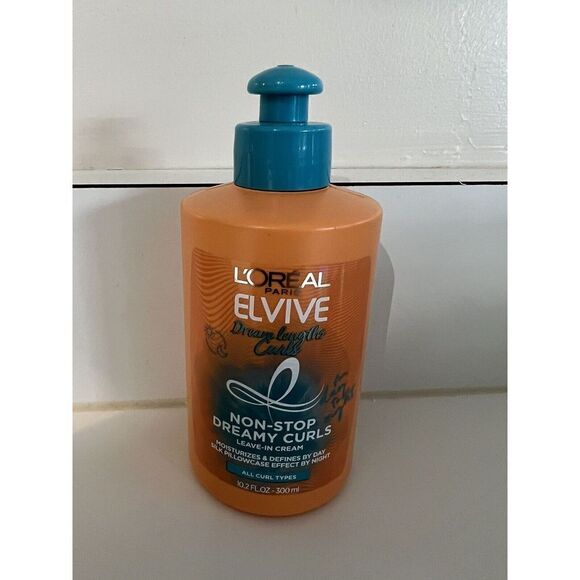 L'ORÉAL
PARIS
ELVIVE
Dream lengths
Curls
NON-STOP
DREAMY CURLS
LEAVE-IN CREAM
MOISTURIZES & DEFINES BY DAY
SILK PILLOWCASE EFFECT BY NIGHT
ALL CURL TYPES
10.2 FL.OZ - 300 ml